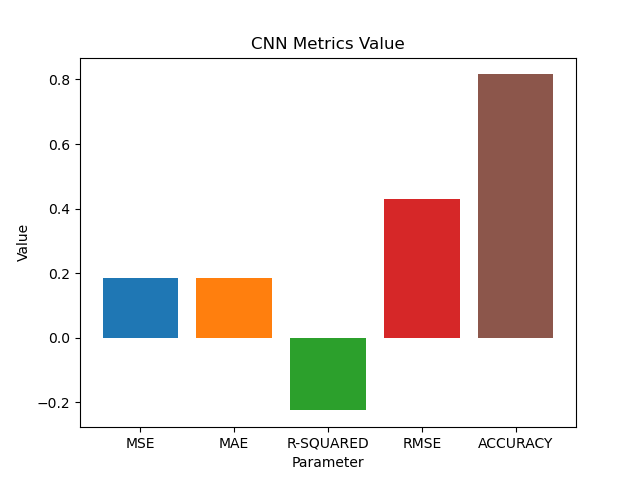 CNN Metrics Value
0.8
0.6
0.4
0.2
0.0
−0.2
Value
MSE MAE R-SQUARED RMSE ACCURACY
Parameter